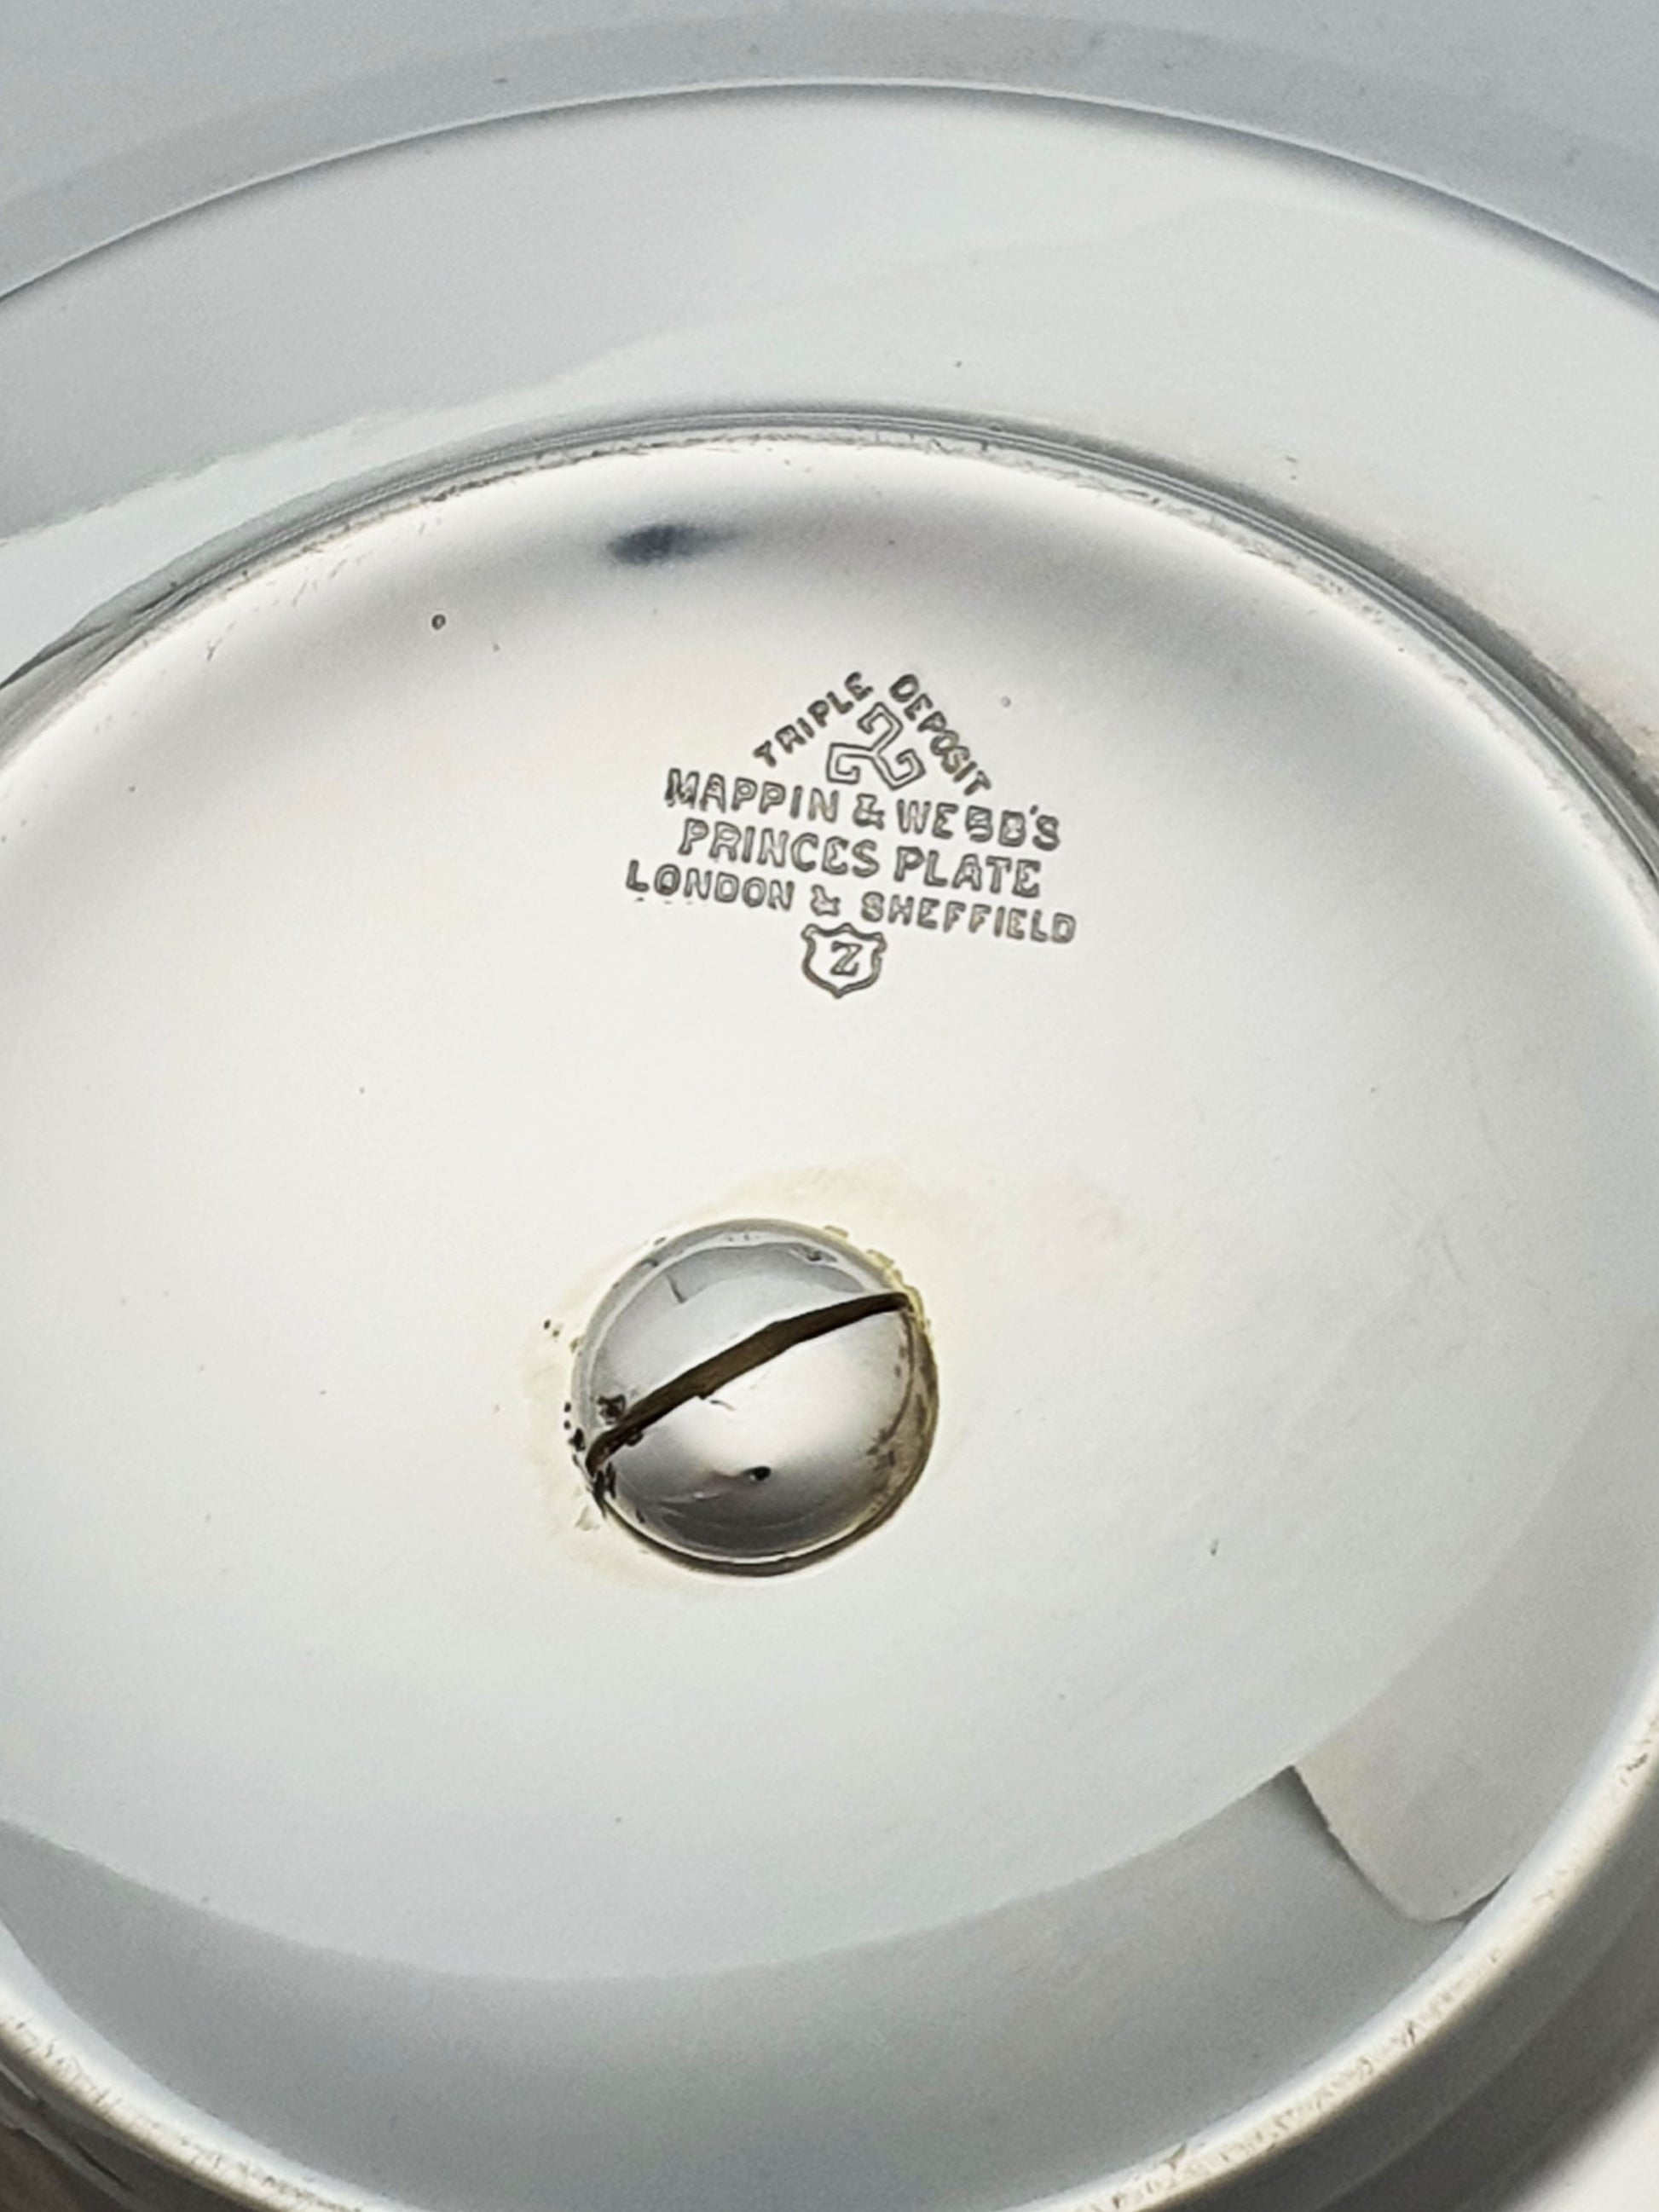 TRIPLE DEPOSIT
MAPPIN & WEBB'S
PRINCES PLATE
LONDON & SHEFFIELD
Z